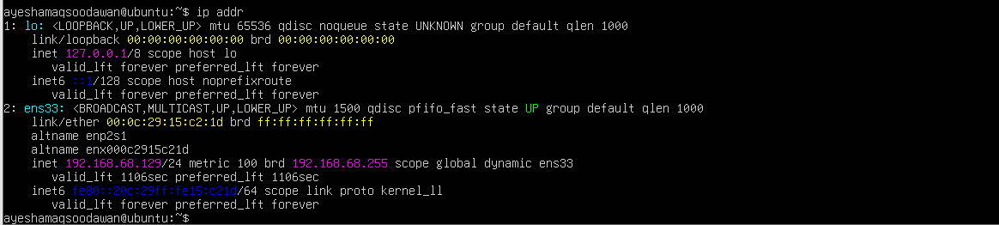 ayeshamaqsoodawan@ubuntu:~$ ip addr
1: lo: <LOOPBACK,UP,LOWER_UP> mtu 65536 qdisc noqueue state UNKNOWN group default qlen 1000
    link/loopback 00:00:00:00:00:00 brd 00:00:00:00:00:00
    inet 127.0.0.1/8 scope host lo
       valid_lft forever preferred_lft forever
    inet6 ::1/128 scope host noprefixroute
       valid_lft forever preferred_lft forever
2: ens33: <BROADCAST,MULTICAST,UP,LOWER_UP> mtu 1500 qdisc pfifo_fast state UP group default qlen 1000
    link/ether 00:0c:29:15:c2:1d brd ff:ff:ff:ff:ff:ff
    altname enp2s1
    altname enx000c2915c21d
    inet 192.168.68.129/24 metric 100 brd 192.168.68.255 scope global dynamic ens33
       valid_lft 1106sec preferred_lft 1106sec
    inet6 fe80::20c:29ff:fe15:c21d/64 scope link proto kernel_ll
       valid_lft forever preferred_lft forever
ayeshamaqsoodawan@ubuntu:~$